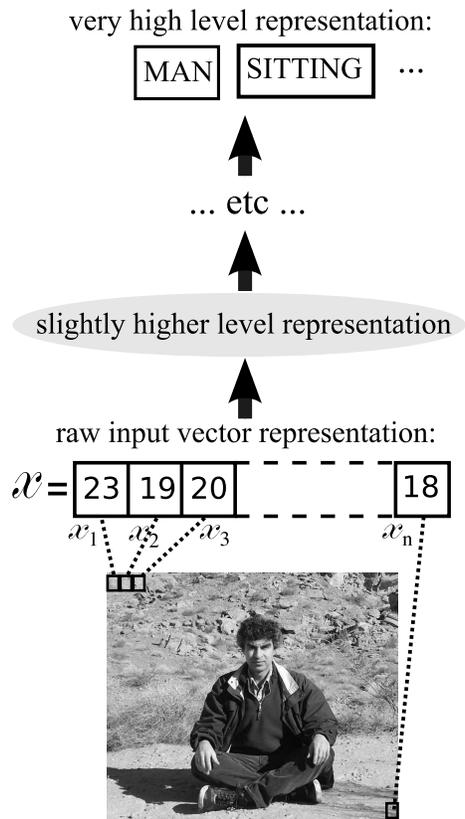 very high level representation:
MAN SITTING ...
... etc ...
slightly higher level representation
raw input vector representation:
x = 23 19 20 18
x1 x2 x3 xn